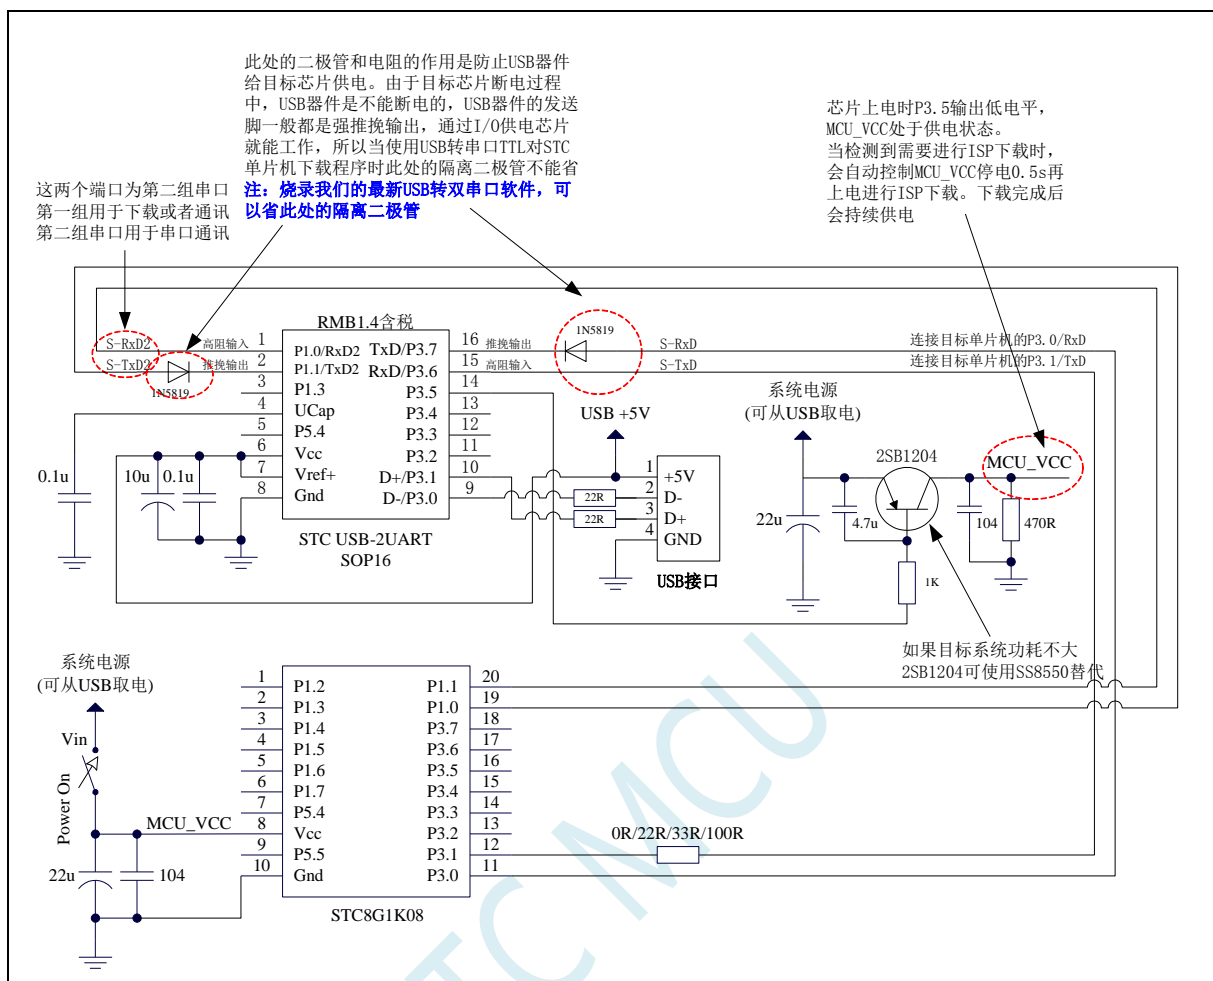 此处的二极管和电阻的作用是防止USB器件
给目标芯片供电。由于目标芯片断电过程
中，USB器件是不能断电的，USB器件的发送
脚一般都是强推挽输出，通过I/O供电芯片
就能工作，所以当使用USB转串口TTL对STC
单片机下载程序时此处的隔离二极管不能省
注：烧录我们的最新USB转双串口软件，可
以省此处的隔离二极管
芯片上电时P3.5输出低电平，
MCU_VCC处于供电状态。
当检测到需要进行ISP下载时，
会自动控制MCU_VCC停电0.5s再
上电进行ISP下载。下载完成后
会持续供电
这两个端口为第二组串口
第一组用于下载或者通讯
第二组串口用于串口通讯
RMB1.4含税
S-RxD2 高阻输入 1 P1.0/RxD2 TxD/P3.7 16 推挽输出 1N5819 S-RxD 连接目标单片机的P3.0/RxD
S-TxD2 1N5819 推挽输出 2 P1.1/TxD2 RxD/P3.6 15 高阻输入 S-TxD 连接目标单片机的P3.1/TxD
3 P1.3 P3.5 14
4 UCap P3.4 13
5 P5.4 P3.3 12
6 Vcc P3.2 11
7 Vref+ D+/P3.1 10
8 Gnd D-/P3.0 9
STC USB-2UART
SOP16
0.1u
10u
0.1u
USB +5V
22R
22R
1 +5V
2 D-
3 D+
4 GND
USB接口
系统电源
(可从USB取电)
2SB1204
MCU_VCC
22u
4.7u
104
470R
1K
如果目标系统功耗不大
2SB1204可使用SS8550替代
系统电源
(可从USB取电)
Vin
Power On
MCU_VCC
22u
104
1 P1.2 P1.1 20
2 P1.3 P1.0 19
3 P1.4 P3.7 18
4 P1.5 P3.6 17
5 P1.6 P3.5 16
6 P1.7 P3.4 15
7 P5.4 P3.3 14
8 Vcc P3.2 13
9 P5.5 P3.1 12
10 Gnd P3.0 11
STC8G1K08
0R/22R/33R/100R
STC MCU